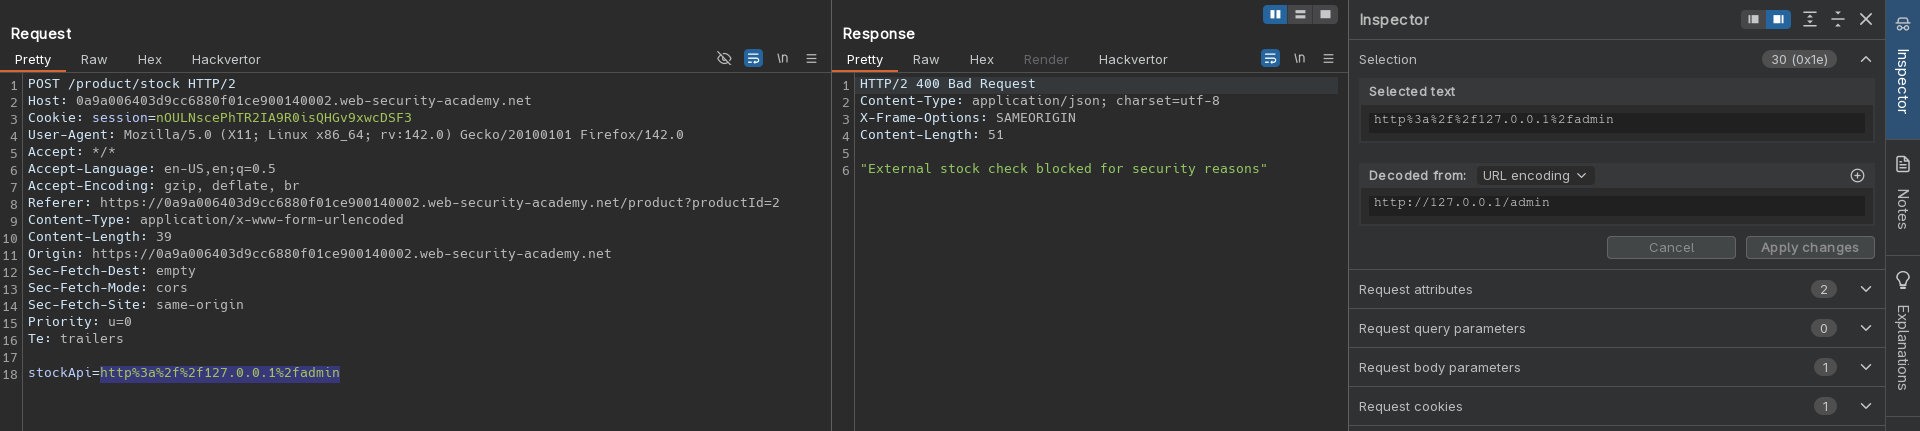 Request
Pretty Raw Hex Hackvertor \n
1 POST /product/stock HTTP/2
2 Host: 0a9a006403d9cc6880f01ce900140002.web-security-academy.net
3 Cookie: session=nOULNscePhTR2IA9R0isQHGv9xwcDSF3
4 User-Agent: Mozilla/5.0 (X11; Linux x86_64; rv:142.0) Gecko/20100101 Firefox/142.0
5 Accept: */*
6 Accept-Language: en-US,en;q=0.5
7 Accept-Encoding: gzip, deflate, br
8 Referer: https://0a9a006403d9cc6880f01ce900140002.web-security-academy.net/product?productId=2
9 Content-Type: application/x-www-form-urlencoded
10 Content-Length: 39
11 Origin: https://0a9a006403d9cc6880f01ce900140002.web-security-academy.net
12 Sec-Fetch-Dest: empty
13 Sec-Fetch-Mode: cors
14 Sec-Fetch-Site: same-origin
15 Priority: u=0
16 Te: trailers
17
18 stockApi=http%3a%2f%2f127.0.0.1%2fadmin
Response
Pretty Raw Hex Render Hackvertor \n
1 HTTP/2 400 Bad Request
2 Content-Type: application/json; charset=utf-8
3 X-Frame-Options: SAMEORIGIN
4 Content-Length: 51
5
6 "External stock check blocked for security reasons"
Inspector
Selection 30 (0x1e)
Selected text
http%3a%2f%2f127.0.0.1%2fadmin
Decoded from: URL encoding
http://127.0.0.1/admin
Cancel Apply changes
Request attributes 2
Request query parameters 0
Request body parameters 1
Request cookies 1
Inspector
Notes
Explanations